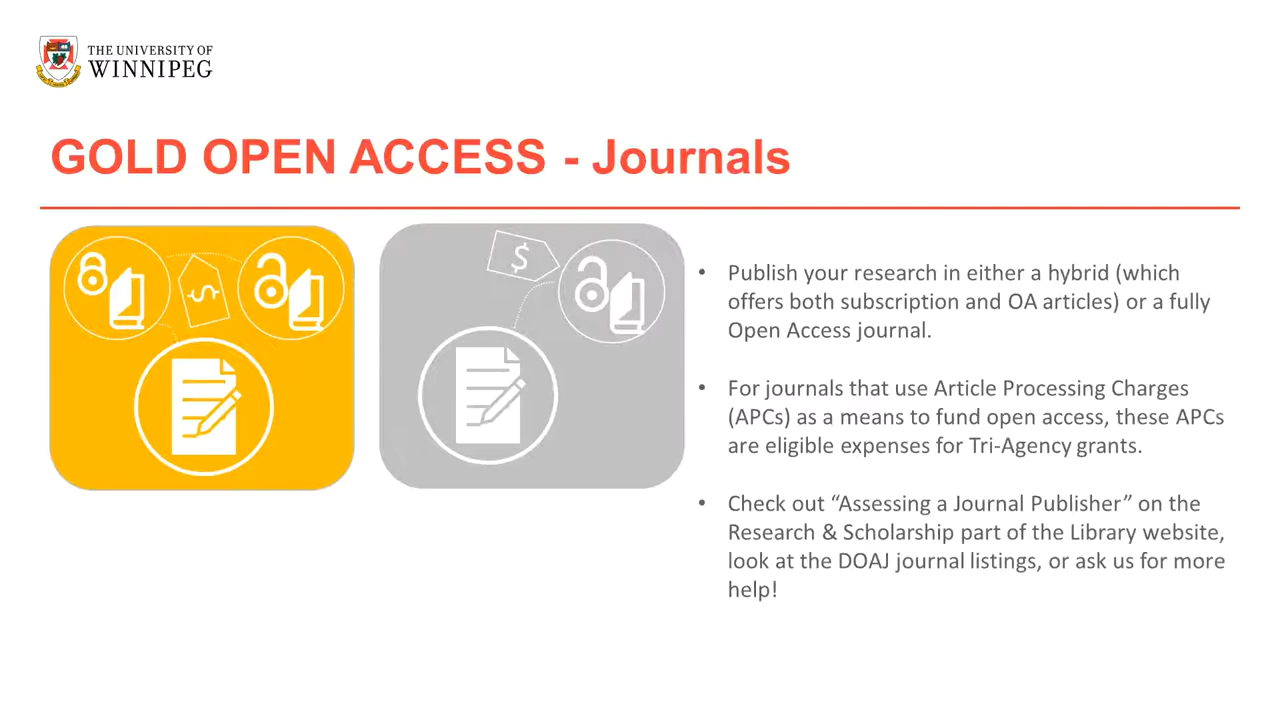 THE UNIVERSITY OF
WINNIPEG
GOLD OPEN ACCESS - Journals
$
$
• Publish your research in either a hybrid (which
offers both subscription and OA articles) or a fully
Open Access journal.
• For journals that use Article Processing Charges
(APCs) as a means to fund open access, these APCs
are eligible expenses for Tri-Agency grants.
• Check out “Assessing a Journal Publisher” on the
Research & Scholarship part of the Library website,
look at the DOAJ journal listings, or ask us for more
help!